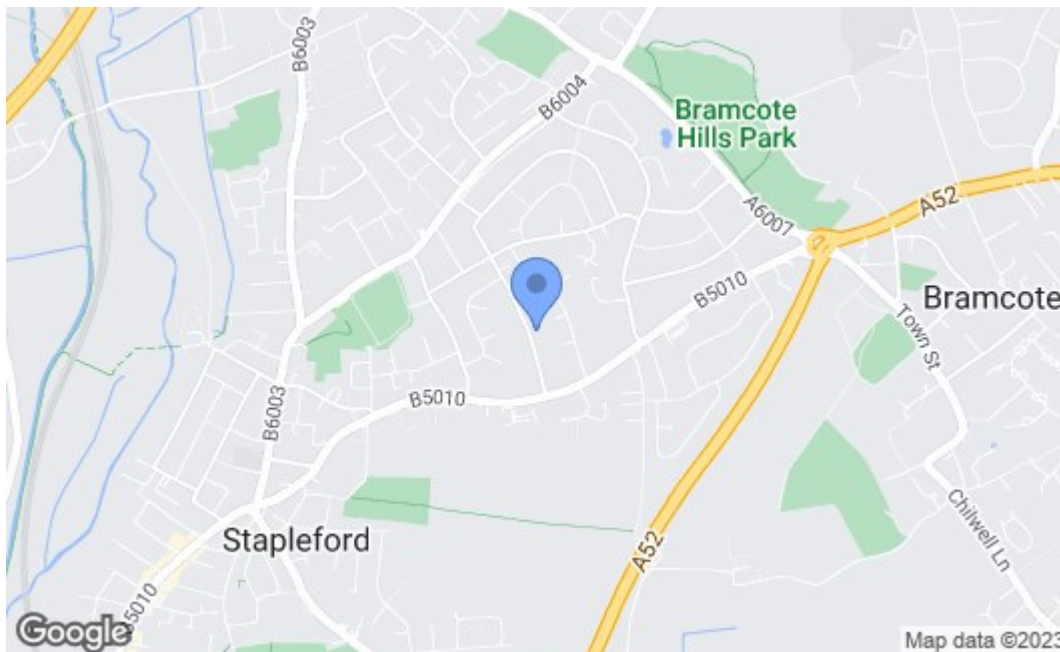 B6003
B6004
Bramcote
Hills Park
A6007
A52
B5010
Bramcote
Town St
B5010
B6003
Chilwell Ln
Stapleford
A52
B5010
Google
Map data ©2023